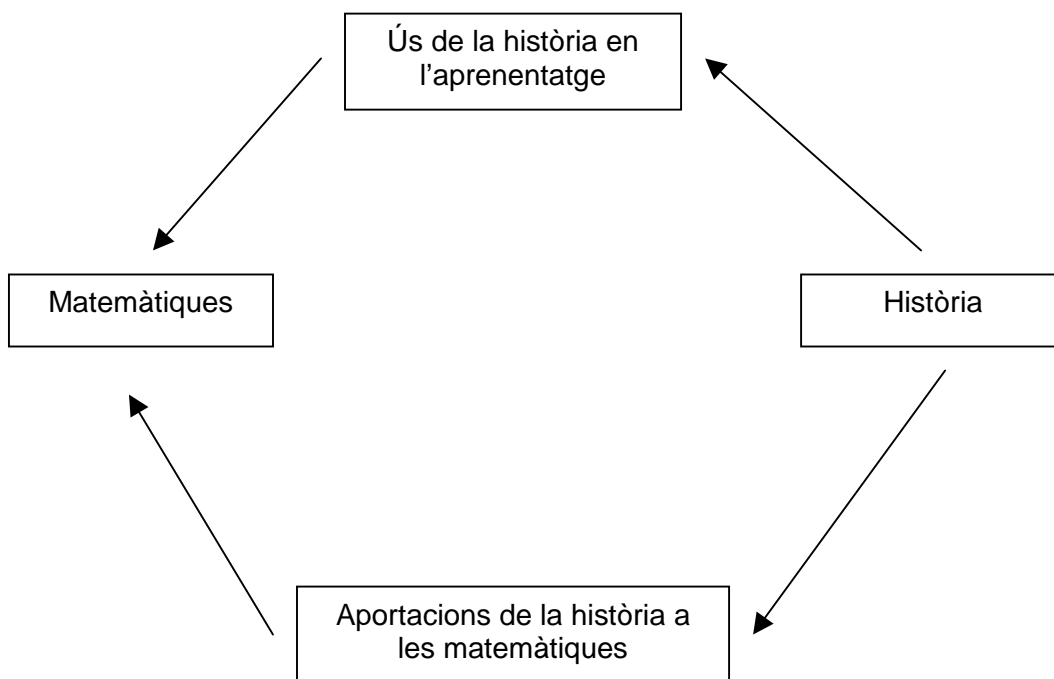 Ús de la història en
l’aprenentatge
Matemàtiques
Història
Aportacions de la història a
les matemàtiques